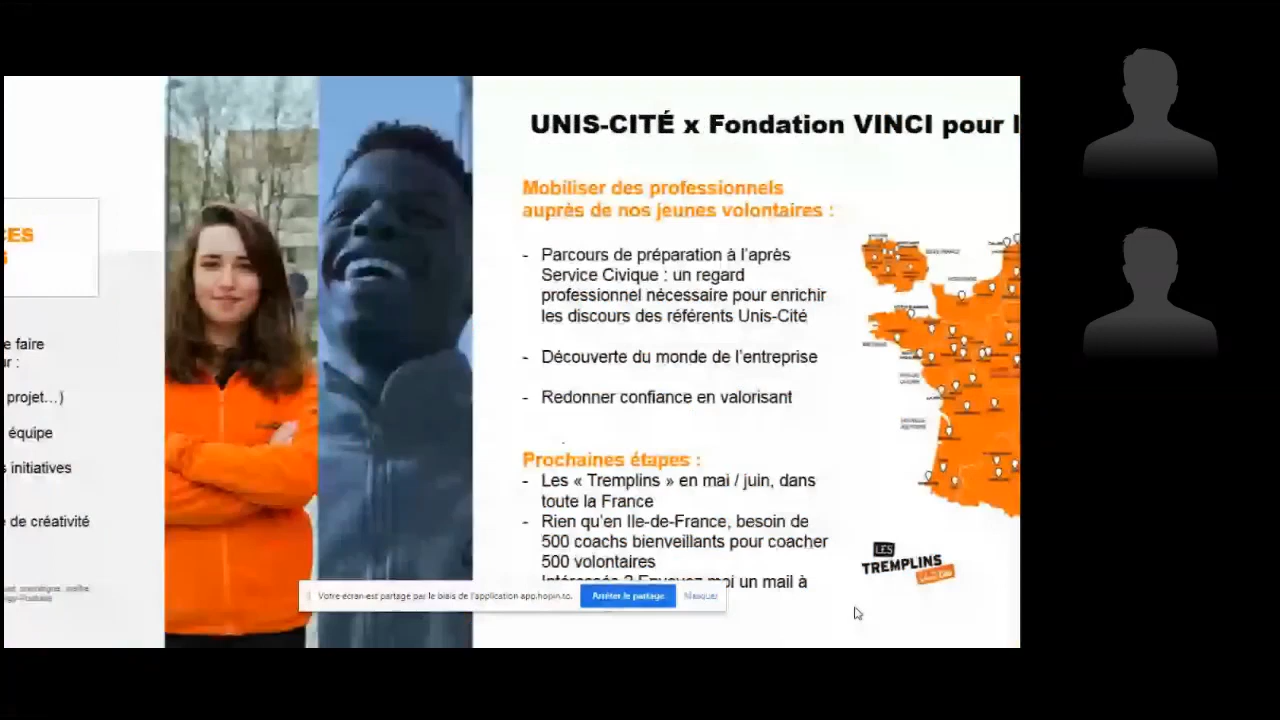 UNIS-CITÉ x Fondation VINCI pour l
Mobiliser des professionnels
auprès de nos jeunes volontaires :
- Parcours de préparation à l'après
Service Civique : un regard
professionnel nécessaire pour enrichir
les discours des référents Unis-Cité
- Découverte du monde de l'entreprise
- Redonner confiance en valorisant
Prochaines étapes :
- Les « Tremplins » en mai / juin, dans
toute la France
- Rien qu'en Ile-de-France, besoin de
500 coachs bienveillants pour coacher
500 volontaires
Intéressés ? Envoyez moi un mail à
CES
S
e faire
ur :
projet…)
équipe
s initiatives
e de créativité
LES
TREMPLINS
Votre écran est partagé par le biais de l'application app.hopin.to.
Arrêter le partage
Masquer